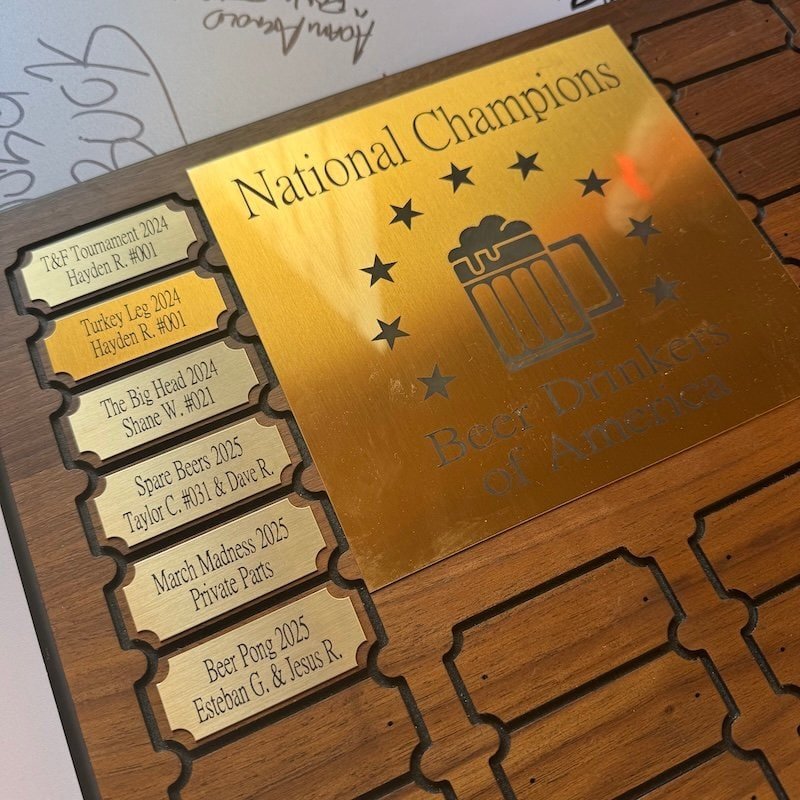 National Champions
Beer Drinkers
of America
T&F Tournament 2024
Hayden R. #001
Turkey Leg 2024
Hayden R. #001
The Big Head 2024
Shane W. #021
Spare Beers 2025
Taylor C. #031 & Dave R.
March Madness 2025
Private Parts
Beer Pong 2025
Esteban G. & Jesus R.